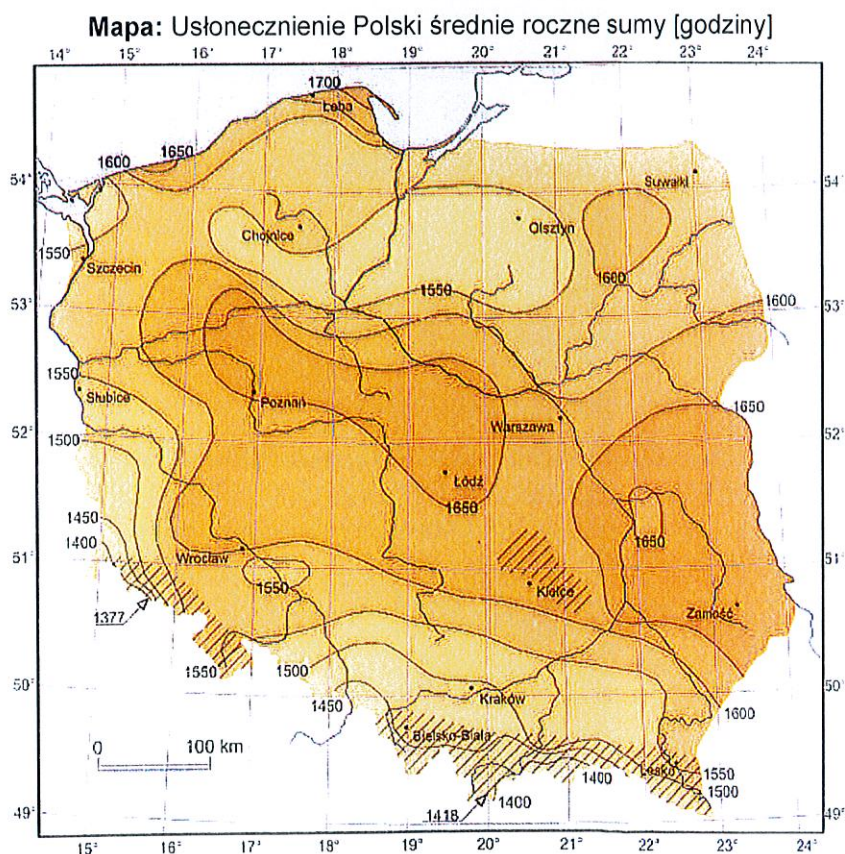 Mapa: Usłonecznienie Polski średnie roczne sumy [godziny]
14° 15° 16° 17° 18° 19° 20° 21° 22° 23° 24°
1700
Łeba
1650
1600
54°
54°
Suwałki
Chojnice
Olsztyn
1550
Szczecin
1550
1600
53°
1600
53°
1550
Słubice
Poznań
1650
Warszawa
52°
1500
52°
Łódź
1650
1450
1650
1400
51°
Wrocław
51°
1550
Kielce
1377
Zamość
1550
1500
50°
1450
Kraków
50°
1600
0 100 km
Bielsko-Biała
Lesko
1550
1400
1400
1500
1418
49°
49°
15° 16° 17° 18° 19° 20° 21° 22° 23° 24°